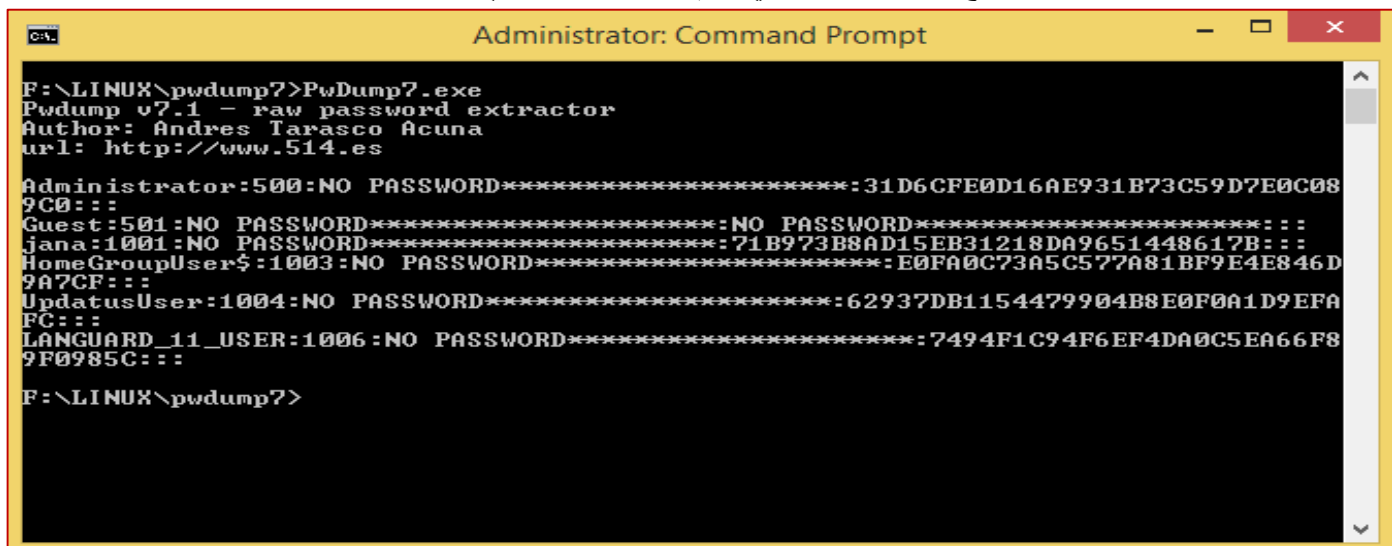 Administrator: Command Prompt
F:\LINUX\pwdump7>PwDump7.exe
Pwdump v7.1 - raw password extractor
Author: Andres Tarasco Acuna
url: http://www.514.es
Administrator:500:NO PASSWORD*********************:31D6CFE0D16AE931B73C59D7E0C08
9C0:::
Guest:501:NO PASSWORD*********************:NO PASSWORD*********************:::
jana:1001:NO PASSWORD*********************:71B973B8AD15EB31218DA9651448617B:::
HomeGroupUser$:1003:NO PASSWORD*********************:E0FA0C73A5C577A81BF9E4E846D
9A7CF:::
UpdatusUser:1004:NO PASSWORD*********************:62937DB1154479904B8E0F0A1D9EFA
FC:::
LANGUARD_11_USER:1006:NO PASSWORD*********************:7494F1C94F6EF4DA0C5EA66F8
9F0985C:::
F:\LINUX\pwdump7>